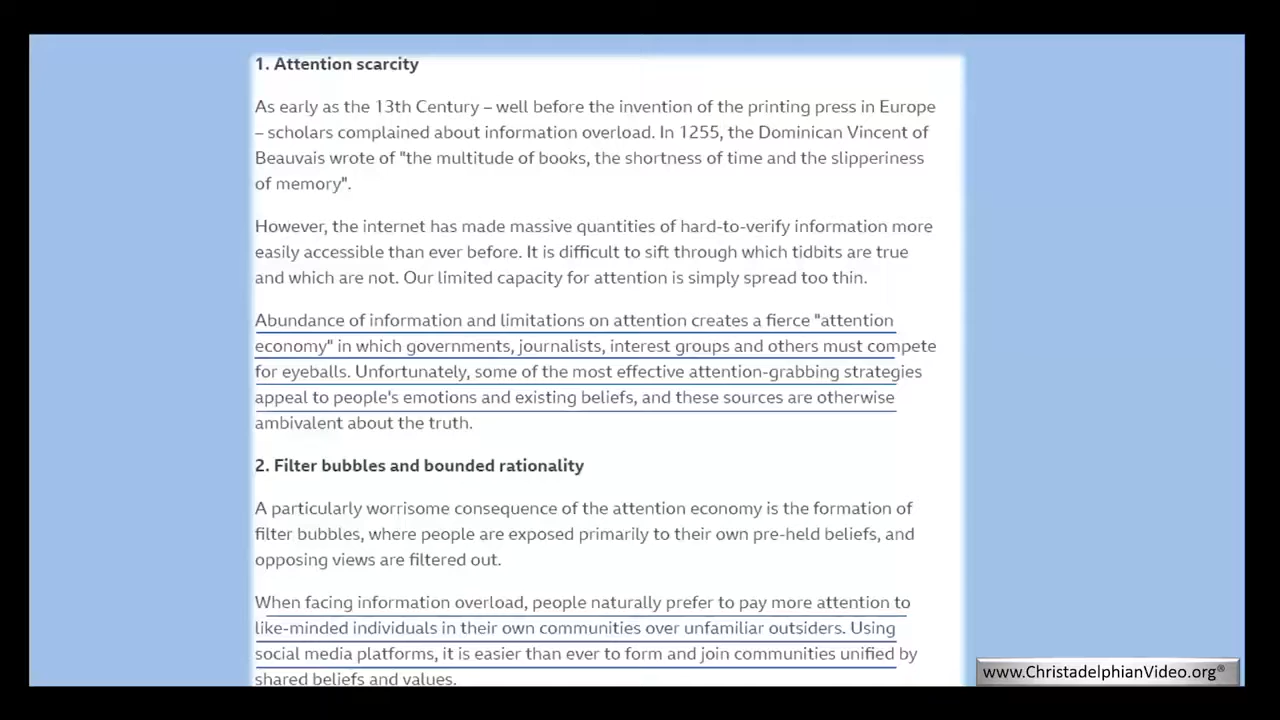 1. Attention scarcity
As early as the 13th Century – well before the invention of the printing press in Europe
– scholars complained about information overload. In 1255, the Dominican Vincent of
Beauvais wrote of "the multitude of books, the shortness of time and the slipperiness
of memory".
However, the internet has made massive quantities of hard-to-verify information more
easily accessible than ever before. It is difficult to sift through which tidbits are true
and which are not. Our limited capacity for attention is simply spread too thin.
Abundance of information and limitations on attention creates a fierce "attention
economy" in which governments, journalists, interest groups and others must compete
for eyeballs. Unfortunately, some of the most effective attention-grabbing strategies
appeal to people's emotions and existing beliefs, and these sources are otherwise
ambivalent about the truth.
2. Filter bubbles and bounded rationality
A particularly worrisome consequence of the attention economy is the formation of
filter bubbles, where people are exposed primarily to their own pre-held beliefs, and
opposing views are filtered out.
When facing information overload, people naturally prefer to pay more attention to
like-minded individuals in their own communities over unfamiliar outsiders. Using
social media platforms, it is easier than ever to form and join communities unified by
shared beliefs and values.
www.ChristadelphianVideo.org®